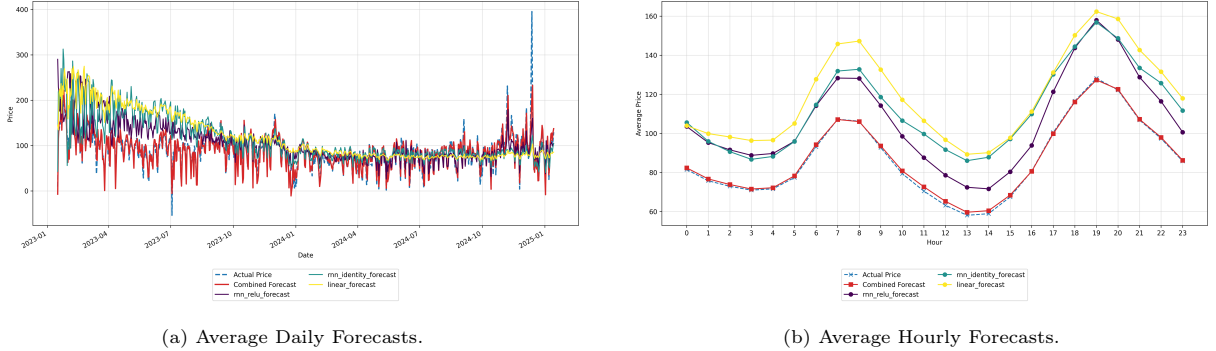 400
300
200
100
0
Price
2023-01
2023-04
2023-07
2023-10
2024-01
2024-04
2024-07
2024-10
2025-01
Date
Actual Price
Combined Forecast
rnn_relu_forecast
rnn_identity_forecast
linear_forecast
(a) Average Daily Forecasts.
160
140
120
100
80
60
Average Price
0 1 2 3 4 5 6 7 8 9 10 11 12 13 14 15 16 17 18 19 20 21 22 23
Hour
Actual Price
Combined Forecast
rnn_relu_forecast
rnn_identity_forecast
linear_forecast
(b) Average Hourly Forecasts.